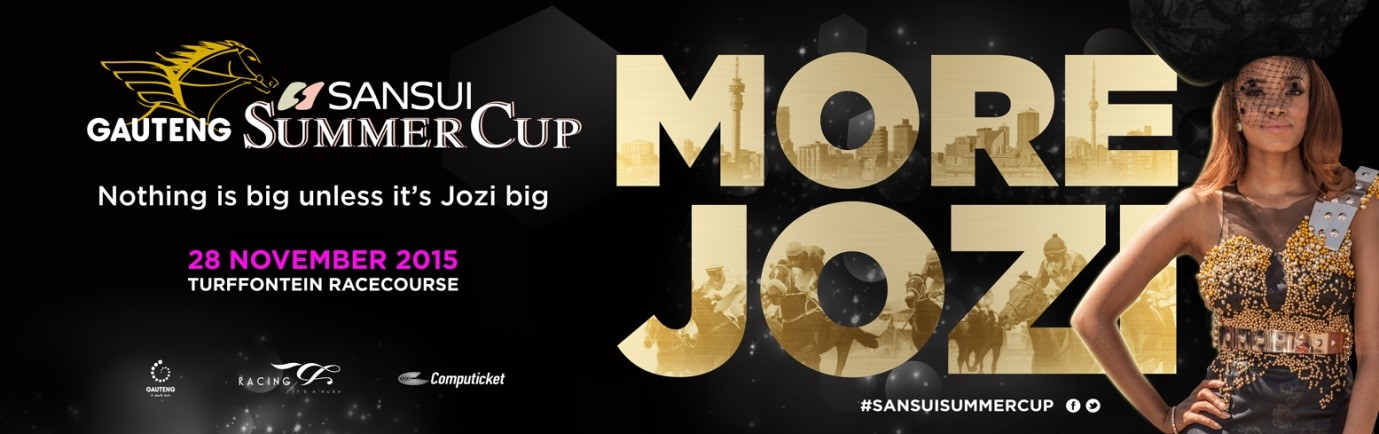 GAUTENG
SANSUI
SUMMER CUP
Nothing is big unless it's Jozi big
28 NOVEMBER 2015
TURFFONTEIN RACECOURSE
GAUTENG
RACING
Computicket
MORE
JOZI
#SANSUISUMMERCUP